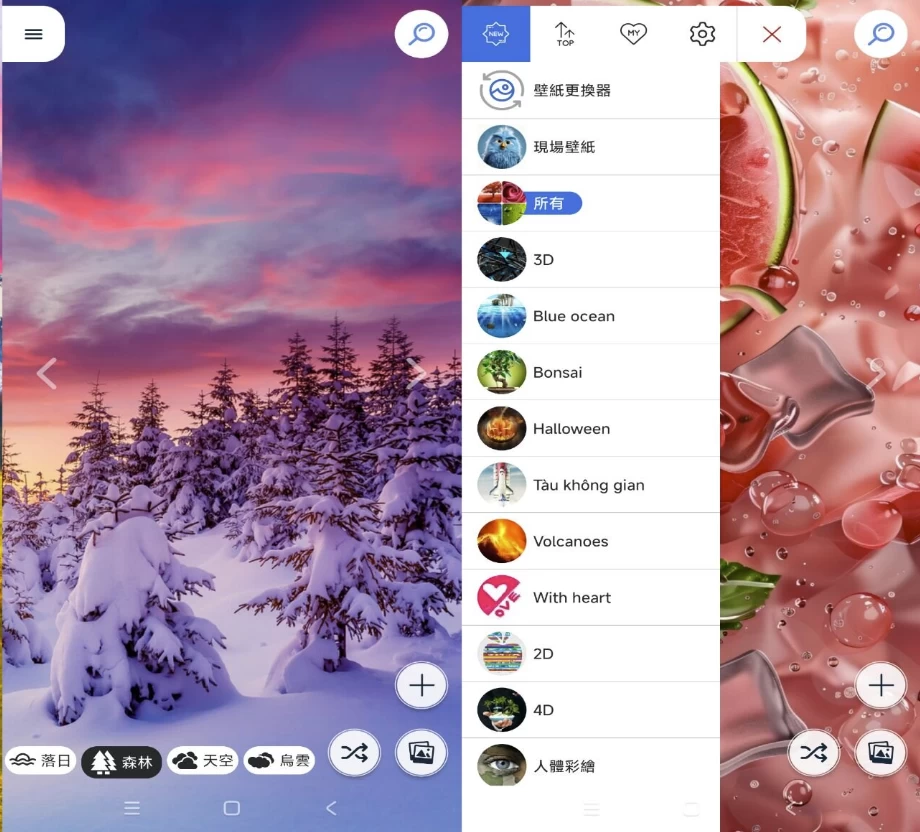 落日
森林
天空
烏雲
NEW
TOP
MY
壁紙更換器
現場壁紙
所有
3D
Blue ocean
Bonsai
Halloween
Tàu không gian
Volcanoes
With heart
LOVE
2D
4D
人體彩繪